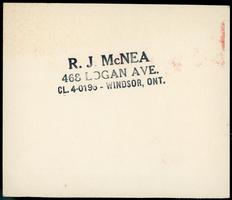 R. J. McNEA
468 LOGAN AVE.
CL. 4-0195 - WINDSOR, ONT.